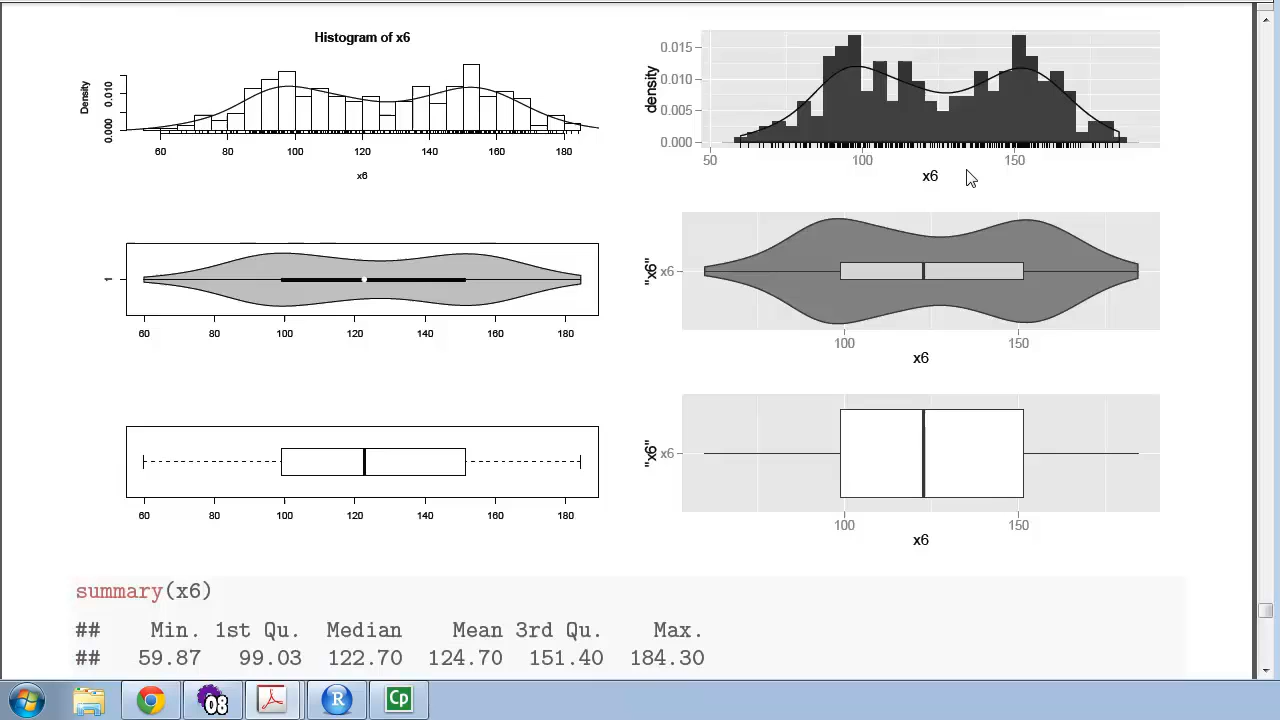 Histogram of x6
Density
0.000 0.010
60 80 100 120 140 160 180
x6
density
0.015
0.010
0.005
0.000
50 100 150
x6
1
60 80 100 120 140 160 180
"x6"
x6
100 150
x6
60 80 100 120 140 160 180
"x6"
x6
100 150
x6
summary(x6)
## Min. 1st Qu. Median Mean 3rd Qu. Max.
## 59.87 99.03 122.70 124.70 151.40 184.30
08
R
Cp